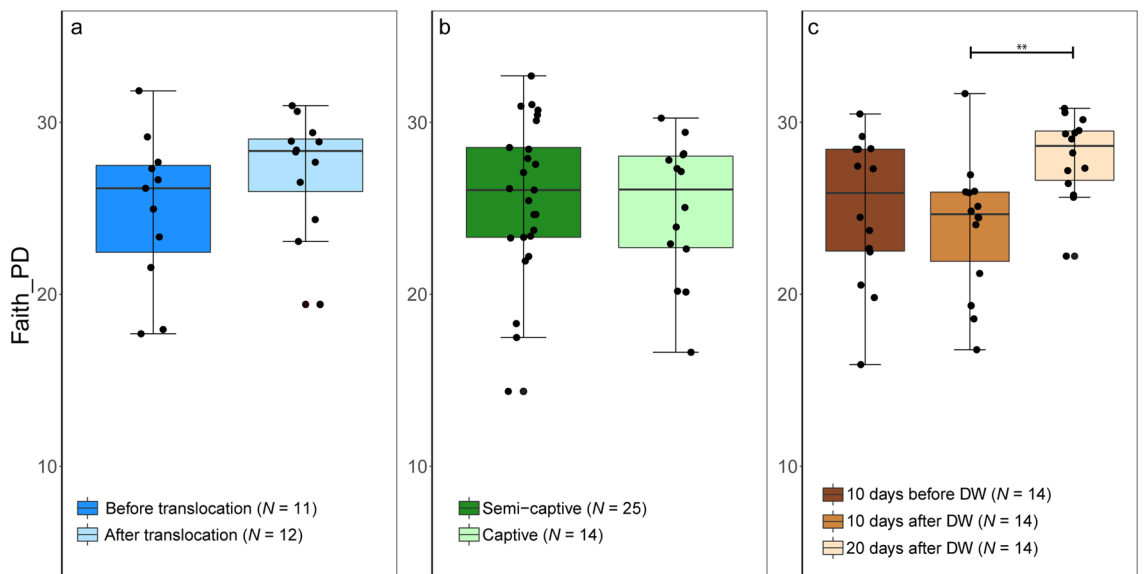 a
b
c
**
Faith_PD
30
20
10
Before translocation (N = 11)
After translocation (N = 12)
30
20
10
Semi−captive (N = 25)
Captive (N = 14)
30
20
10
10 days before DW (N = 14)
10 days after DW (N = 14)
20 days after DW (N = 14)